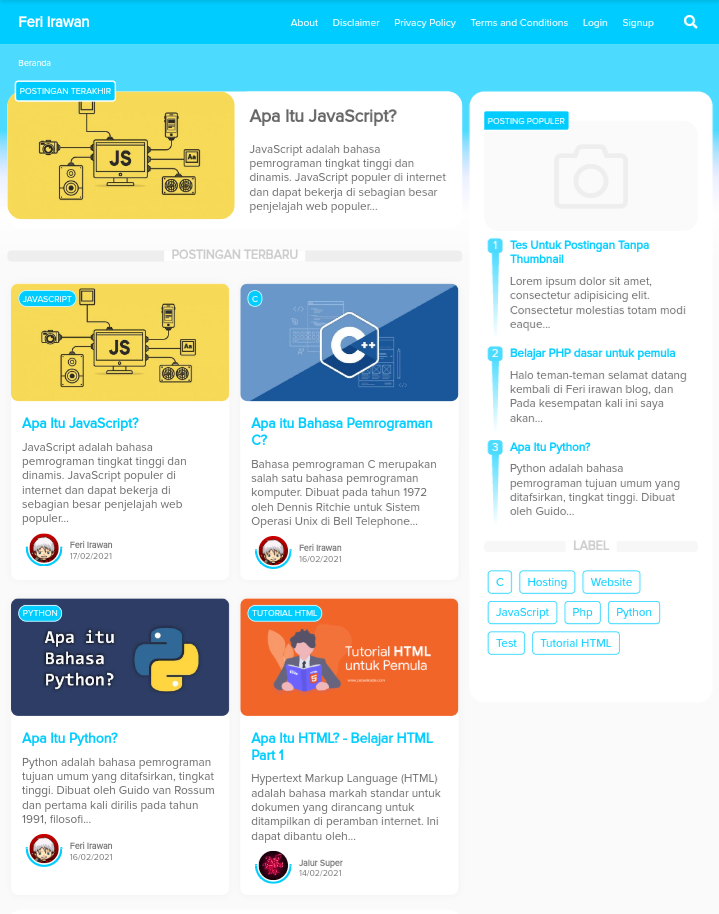 Feri Irawan
About Disclaimer Privacy Policy Terms and Conditions Login Signup
Beranda
POSTINGAN TERAKHIR
JS
Aa
Apa Itu JavaScript?
JavaScript adalah bahasa
pemrograman tingkat tinggi dan
dinamis. JavaScript populer di internet
dan dapat bekerja di sebagian besar
penjelajah web populer...
POSTINGAN TERBARU
JAVASCRIPT
JS
Aa
Apa Itu JavaScript?
JavaScript adalah bahasa
pemrograman tingkat tinggi dan
dinamis. JavaScript populer di
internet dan dapat bekerja di
sebagian besar penjelajah web
populer...
Feri Irawan
17/02/2021
C
C++
Apa itu Bahasa Pemrograman
C?
Bahasa pemrograman C merupakan
salah satu bahasa pemrograman
komputer. Dibuat pada tahun 1972
oleh Dennis Ritchie untuk Sistem
Operasi Unix di Bell Telephone...
Feri Irawan
16/02/2021
PYTHON
Apa itu
Bahasa
Python?
Apa Itu Python?
Python adalah bahasa pemrograman
tujuan umum yang ditafsirkan, tingkat
tinggi. Dibuat oleh Guido van Rossum
dan pertama kali dirilis pada tahun
1991, filosofi...
Feri Irawan
16/02/2021
TUTORIAL HTML
Tutorial HTML
untuk Pemula
5
Apa Itu HTML? - Belajar HTML
Part 1
Hypertext Markup Language (HTML)
adalah bahasa markah standar untuk
dokumen yang dirancang untuk
ditampilkan di peramban internet. Ini
dapat dibantu oleh...
Jalur Super
14/02/2021
POSTING POPULER
1 Tes Untuk Postingan Tanpa
Thumbnail
Lorem ipsum dolor sit amet,
consectetur adipisicing elit.
Consectetur molestias totam modi
eaque...
2 Belajar PHP dasar untuk pemula
Halo teman-teman selamat datang
kembali di Feri irawan blog, dan
Pada kesempatan kali ini saya
akan...
3 Apa Itu Python?
Python adalah bahasa
pemrograman tujuan umum yang
ditafsirkan, tingkat tinggi. Dibuat
oleh Guido...
LABEL
C Hosting Website
JavaScript Php Python
Test Tutorial HTML